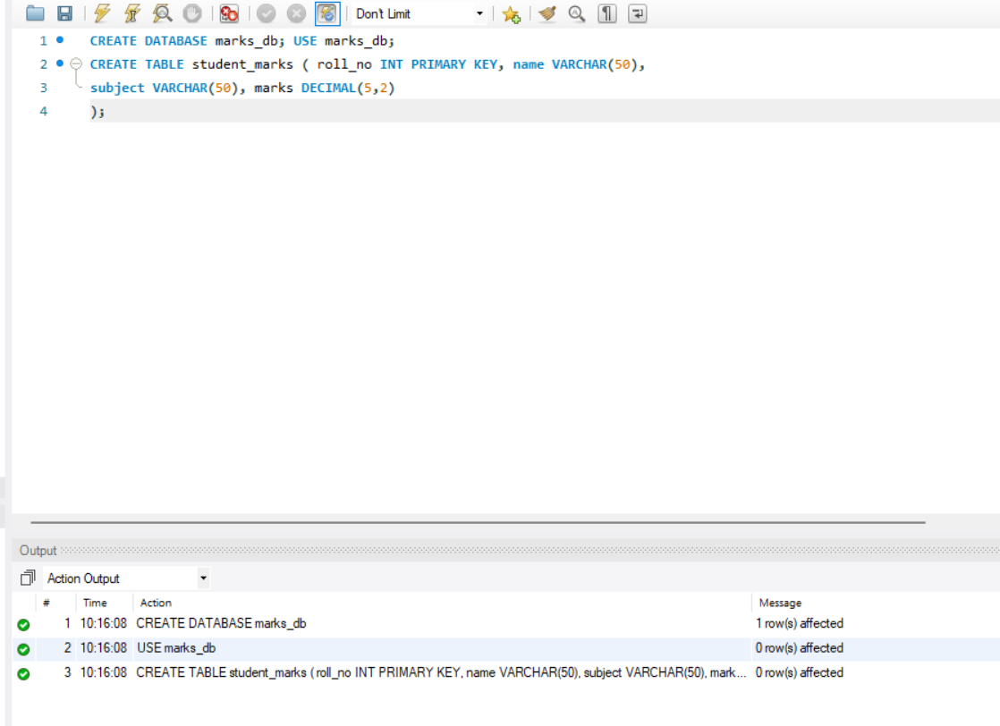 Don't Limit
1 CREATE DATABASE marks_db; USE marks_db;
2 CREATE TABLE student_marks ( roll_no INT PRIMARY KEY, name VARCHAR(50),
3 subject VARCHAR(50), marks DECIMAL(5,2)
4 );
Output
Action Output
# Time Action Message
1 10:16:08 CREATE DATABASE marks_db 1 row(s) affected
2 10:16:08 USE marks_db 0 row(s) affected
3 10:16:08 CREATE TABLE student_marks ( roll_no INT PRIMARY KEY, name VARCHAR(50), subject VARCHAR(50), mark... 0 row(s) affected